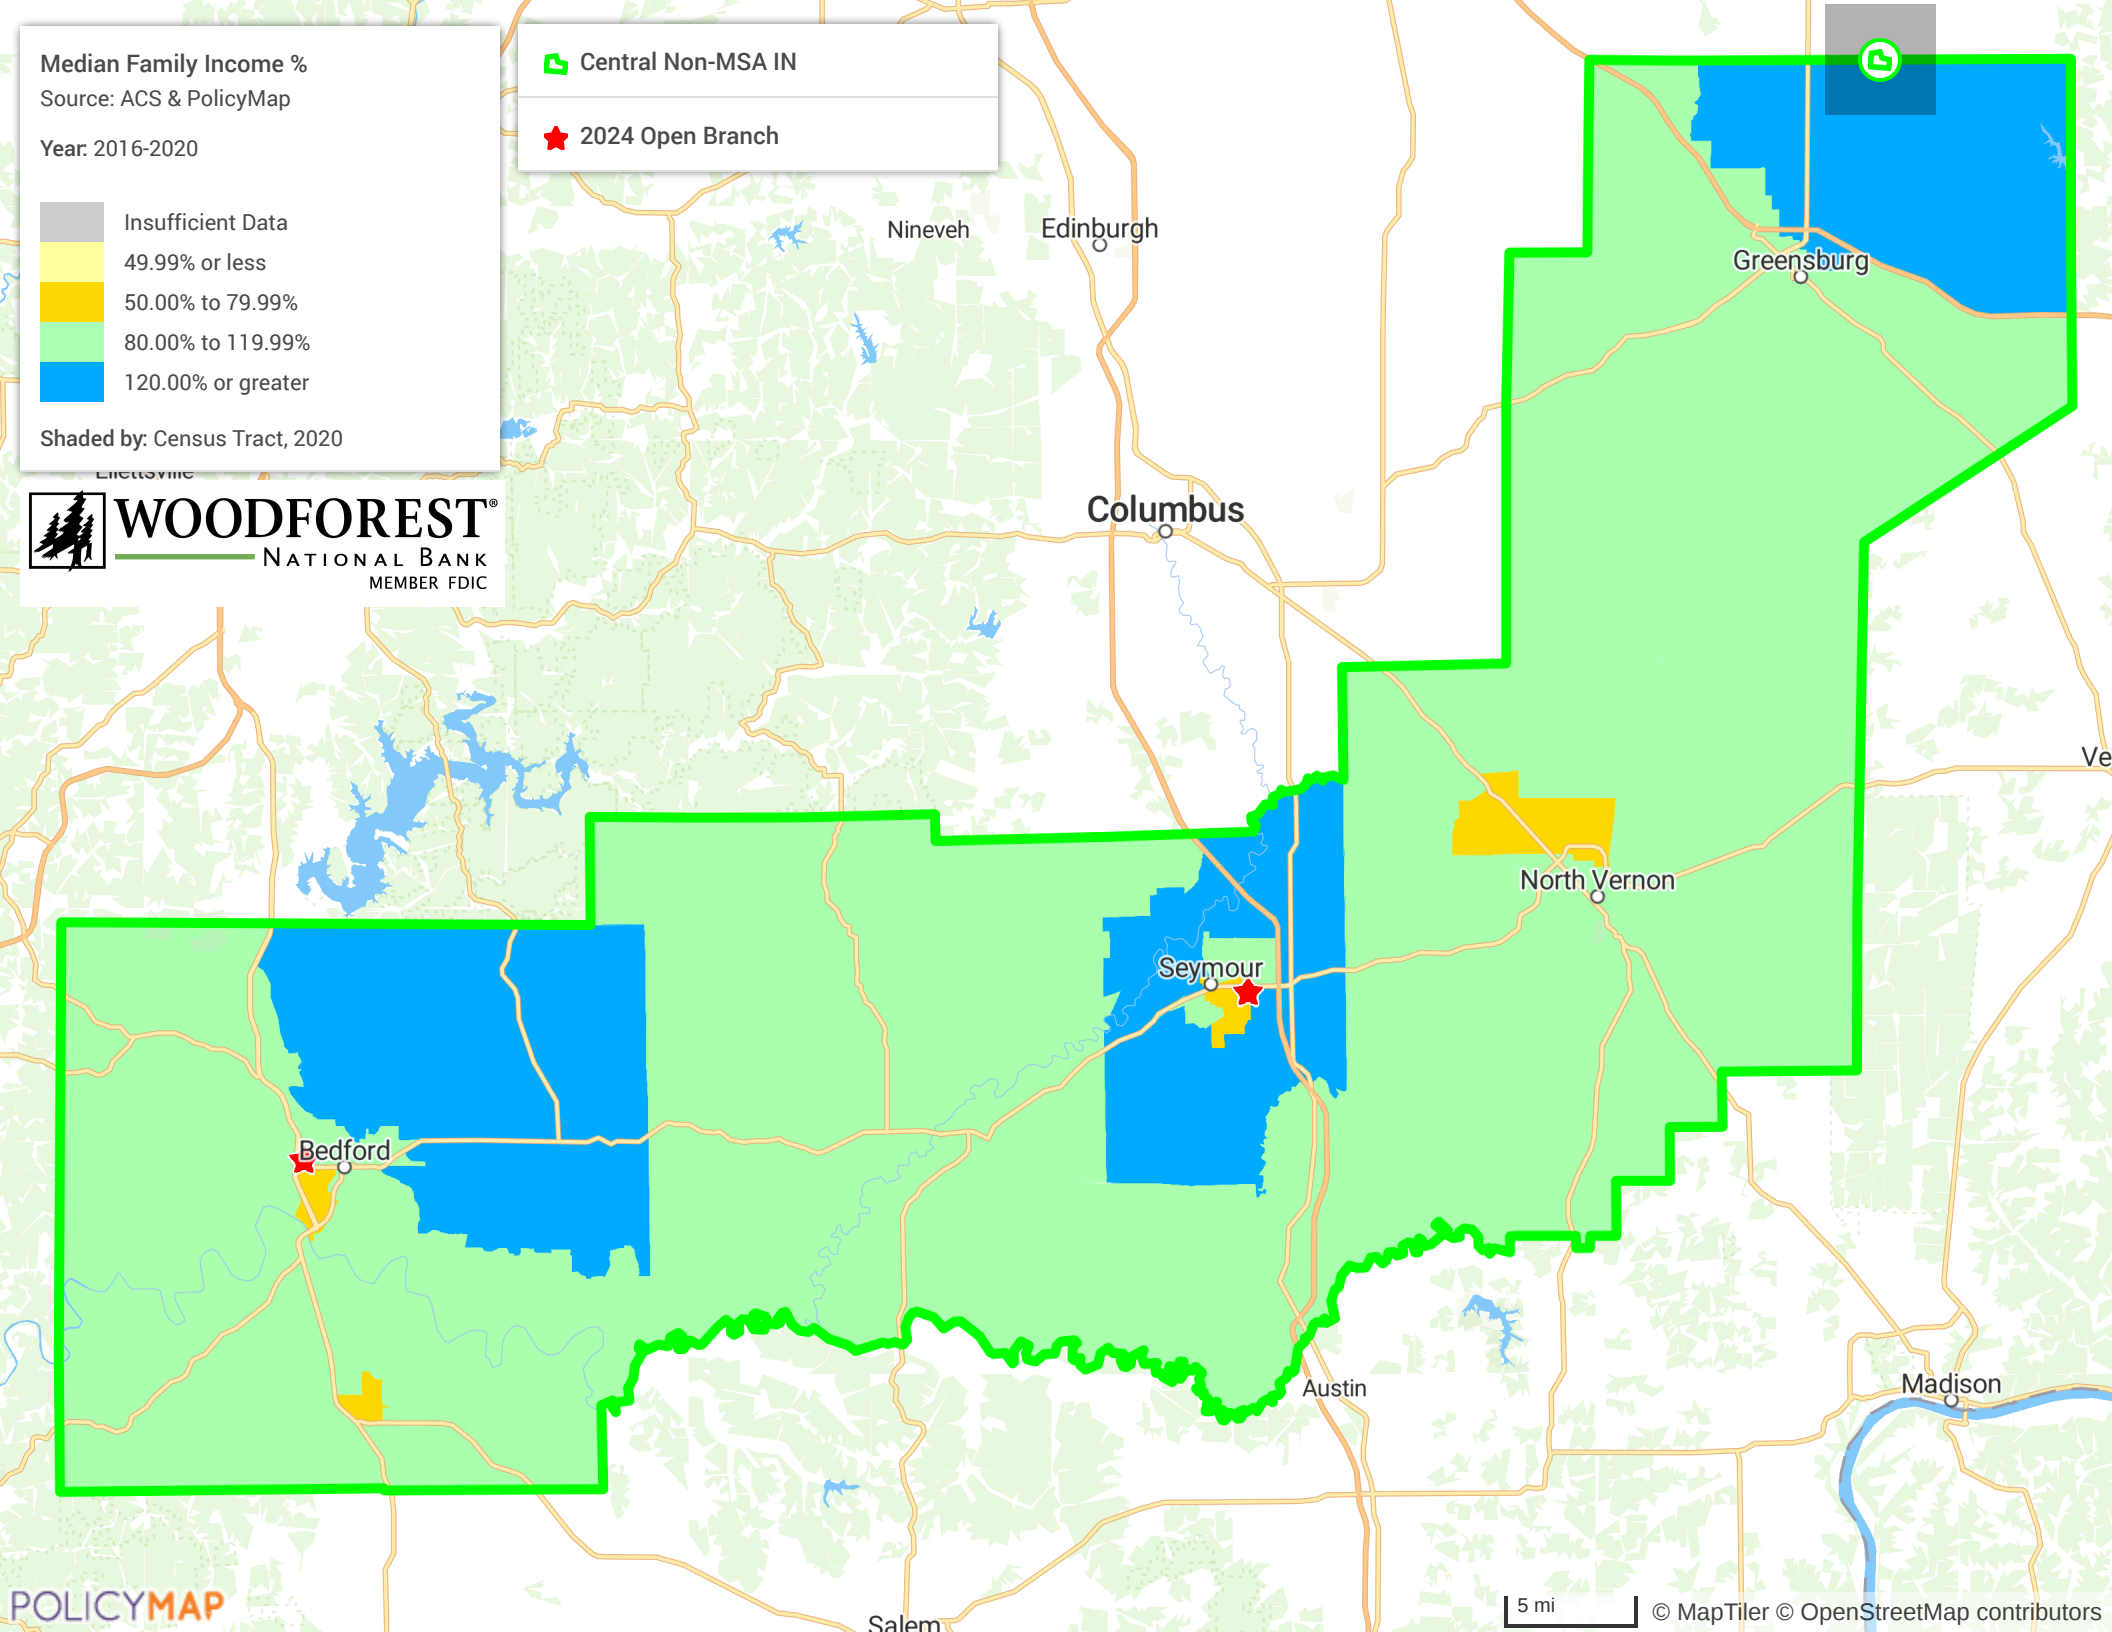 Median Family Income %
Source: ACS & PolicyMap
Year: 2016-2020
Insufficient Data
49.99% or less
50.00% to 79.99%
80.00% to 119.99%
120.00% or greater
Shaded by: Census Tract, 2020
Central Non-MSA IN
2024 Open Branch
Ellettsville
WOODFOREST®
NATIONAL BANK
MEMBER FDIC
Nineveh
Edinburgh
Greensburg
Columbus
Ve
North Vernon
Seymour
Bedford
Austin
Madison
Salem
POLICYMAP
5 mi
© MapTiler © OpenStreetMap contributors